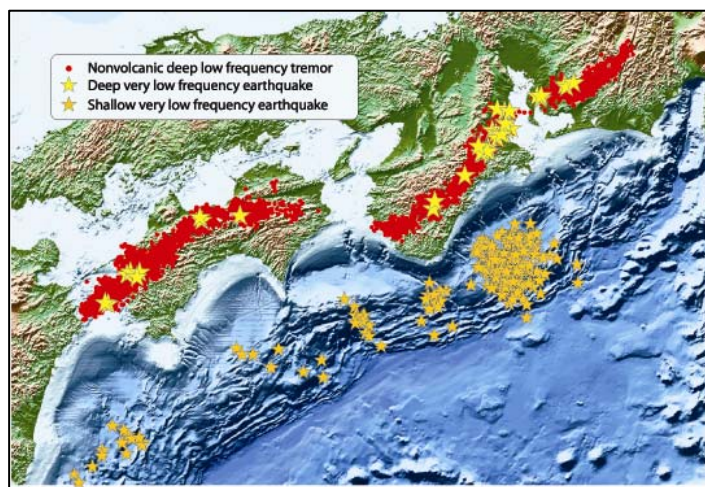 Nonvolcanic deep low frequency tremor
Deep very low frequency earthquake
Shallow very low frequency earthquake